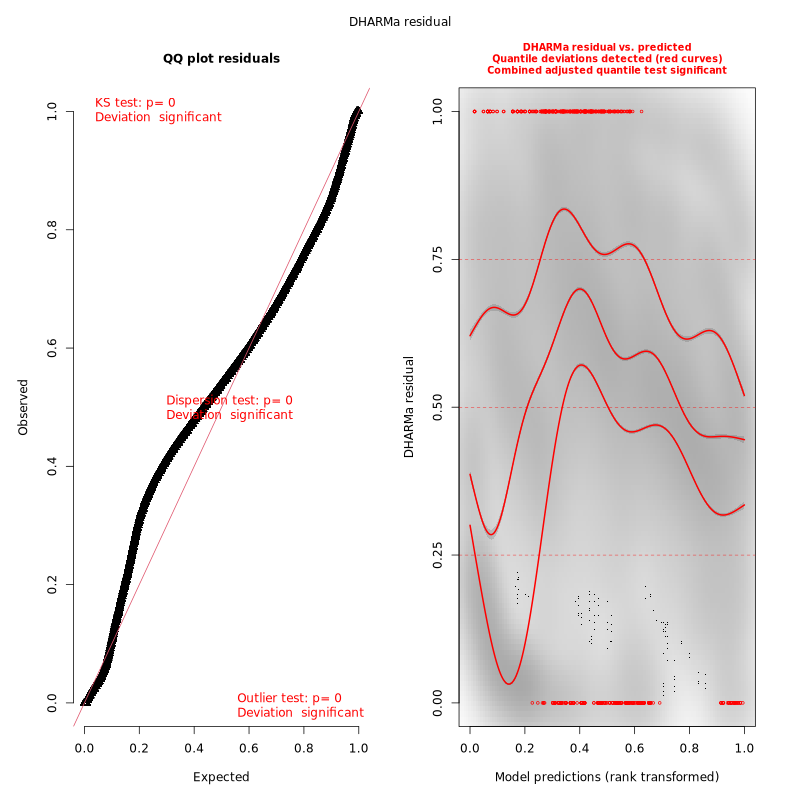 DHARMa residual
QQ plot residuals
KS test: p= 0
Deviation significant
Dispersion test: p= 0
Deviation significant
Outlier test: p= 0
Deviation significant
Observed
0.0 0.2 0.4 0.6 0.8 1.0
0.0 0.2 0.4 0.6 0.8 1.0
Expected
DHARMa residual vs. predicted
Quantile deviations detected (red curves)
Combined adjusted quantile test significant
DHARMa residual
0.00 0.25 0.50 0.75 1.00
0.0 0.2 0.4 0.6 0.8 1.0
Model predictions (rank transformed)